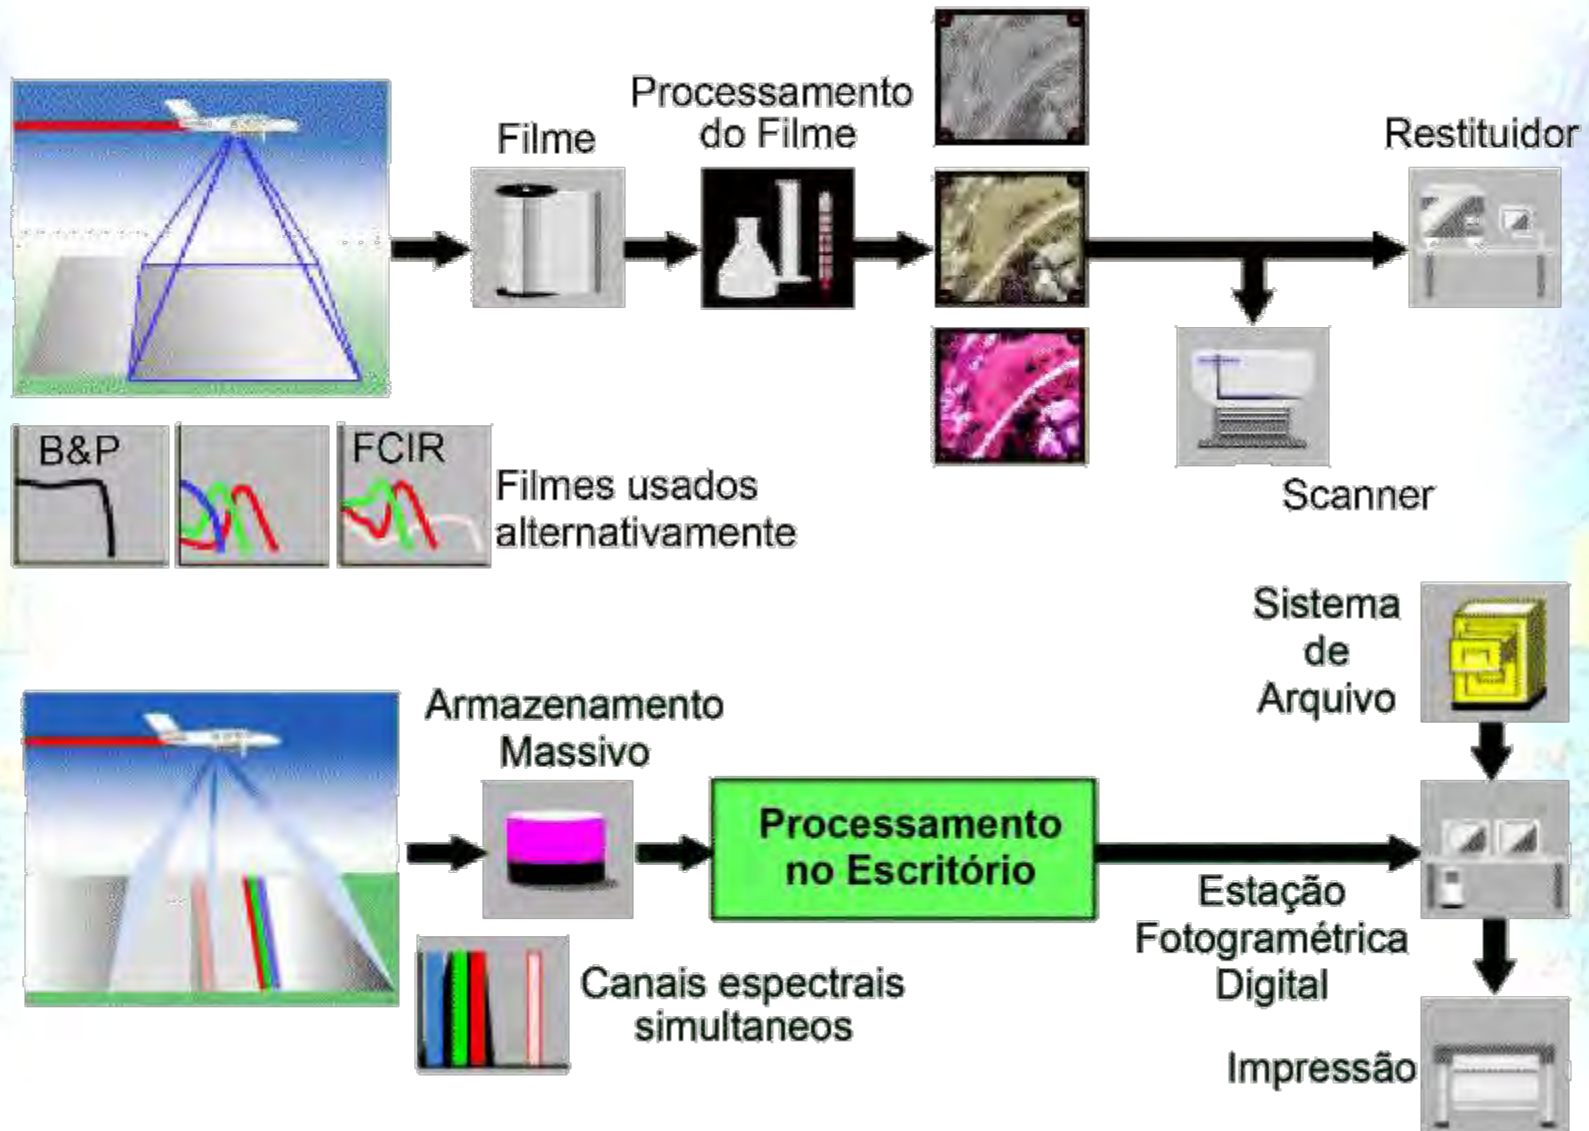 Filme
Processamento
do Filme
Restituidor
Scanner
B&P
FCIR
Filmes usados
alternativamente
Sistema
de
Arquivo
Armazenamento
Massivo
Processamento
no Escritório
Estação
Fotogramétrica
Digital
Canais espectrais
simultaneos
Impressão